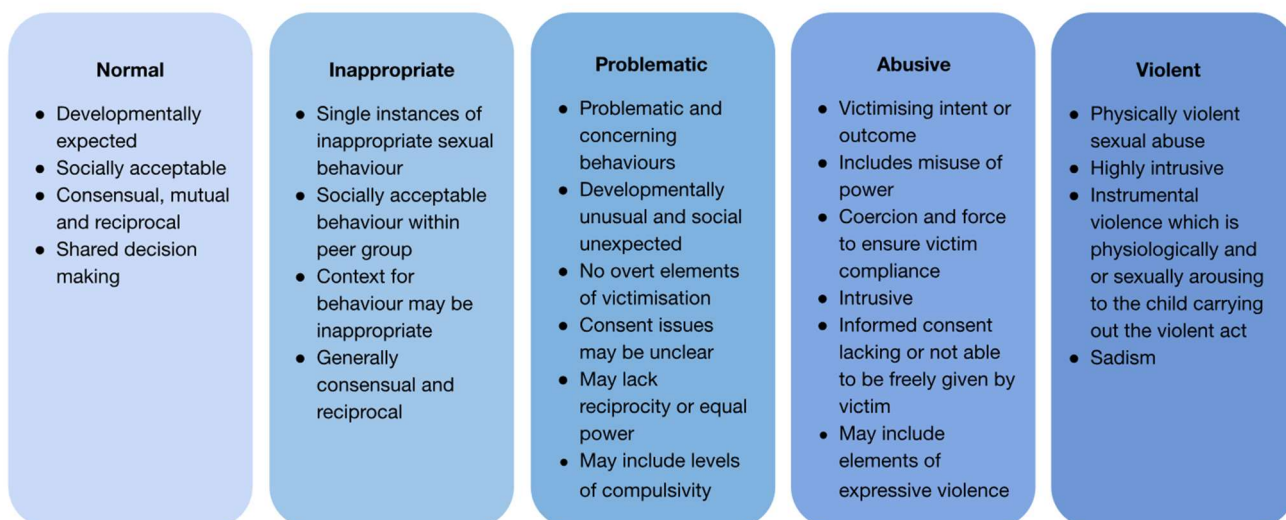 Normal
● Developmentally
expected
● Socially acceptable
● Consensual, mutual
and reciprocal
● Shared decision
making
Inappropriate
● Single instances of
inappropriate sexual
behaviour
● Socially acceptable
behaviour within
peer group
● Context for
behaviour may be
inappropriate
● Generally
consensual and
reciprocal
Problematic
● Problematic and
concerning
behaviours
● Developmentally
unusual and social
unexpected
● No overt elements
of victimisation
● Consent issues
may be unclear
● May lack
reciprocity or equal
power
● May include levels
of compulsivity
Abusive
● Victimising intent or
outcome
● Includes misuse of
power
● Coercion and force
to ensure victim
compliance
● Intrusive
● Informed consent
lacking or not able
to be freely given by
victim
● May include
elements of
expressive violence
Violent
● Physically violent
sexual abuse
● Highly intrusive
● Instrumental
violence which is
physiologically and
or sexually arousing
to the child carrying
out the violent act
● Sadism